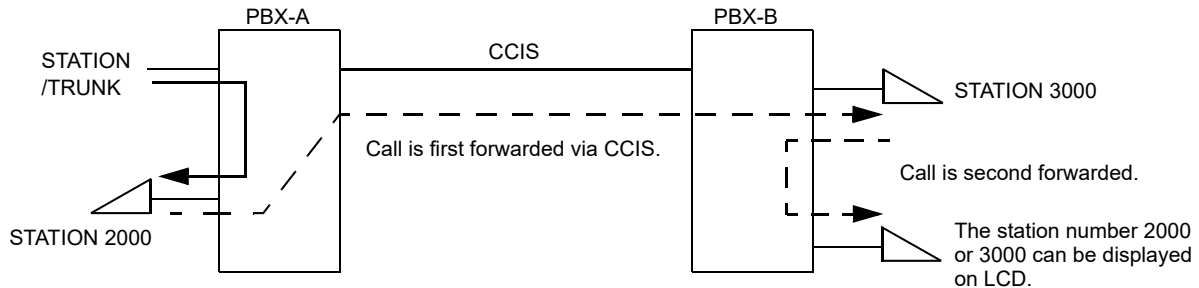 PBX-A
PBX-B
STATION
/TRUNK
CCIS
STATION 3000
Call is first forwarded via CCIS.
Call is second forwarded.
STATION 2000
The station number 2000
or 3000 can be displayed
on LCD.